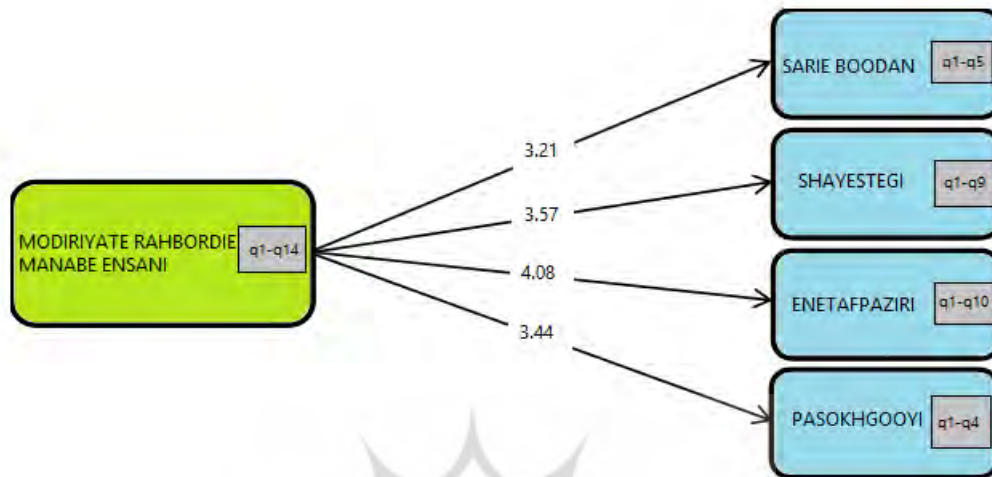 SARIE BOODAN q1-q5
3.21
SHAYESTEGI q1-q9
3.57
MODIRIYATE RAHBORDIE
MANABE ENSANI
q1-q14
4.08
ENETAFPAZIRI q1-q10
3.44
PASOKHGOOYI q1-q4